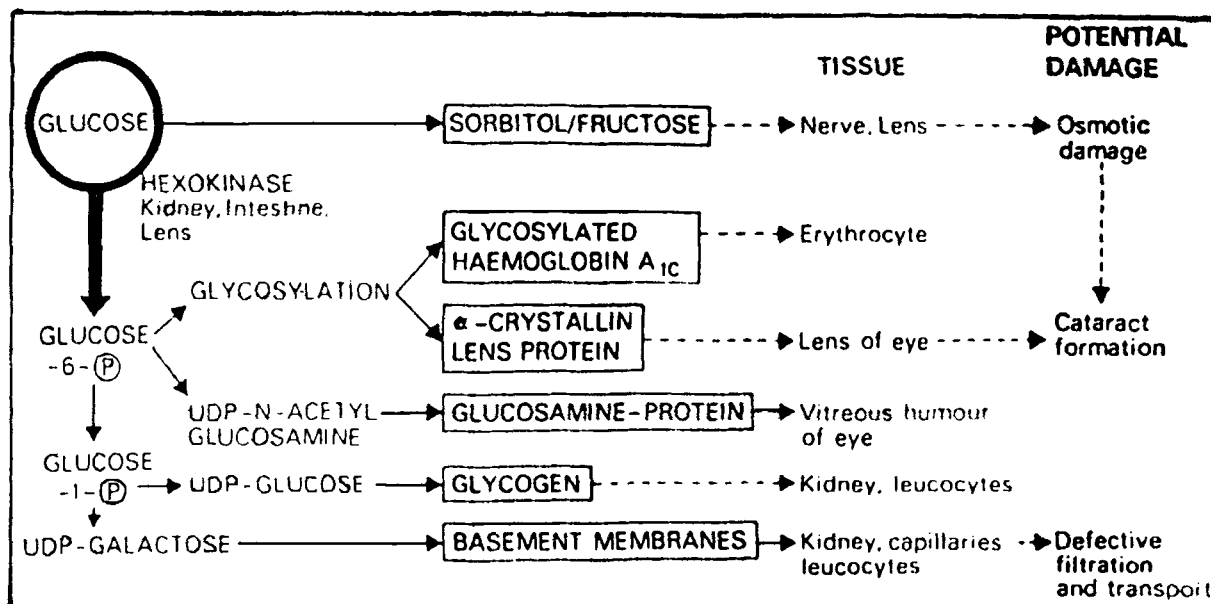 TISSUE
POTENTIAL
DAMAGE
GLUCOSE
SORBITOL/FRUCTOSE
Nerve, Lens
Osmotic
damage
HEXOKINASE
Kidney, Intestine,
Lens
GLYCOSYLATED
HAEMOGLOBIN A1C
Erythrocyte
GLYCOSYLATION
GLUCOSE
-6-P
α-CRYSTALLIN
LENS PROTEIN
Lens of eye
Cataract
formation
UDP-N-ACETYL
GLUCOSAMINE
GLUCOSAMINE-PROTEIN
Vitreous humour
of eye
GLUCOSE
-1-P
UDP-GLUCOSE
GLYCOGEN
Kidney, leucocytes
UDP-GALACTOSE
BASEMENT MEMBRANES
Kidney, capillaries
leucocytes
Defective
filtration
and transport